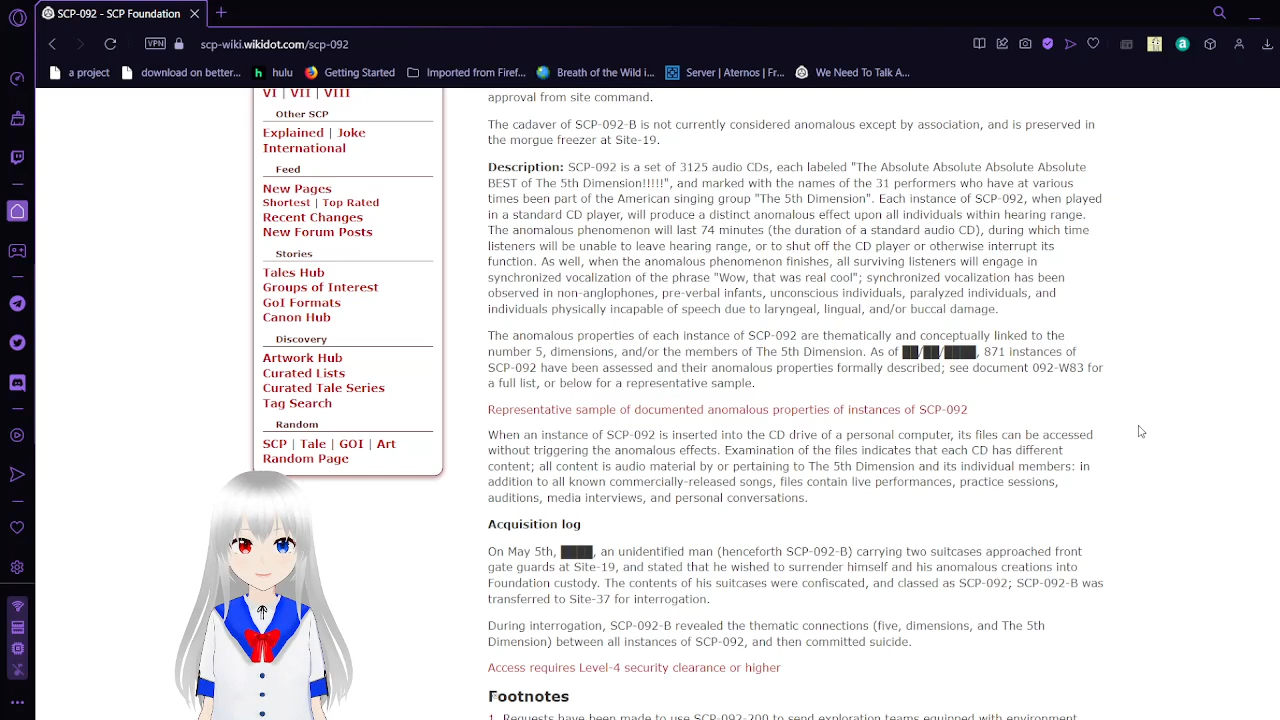 SCP-092 - SCP Foundation
VPN
scp-wiki.wikidot.com/scp-092
a project
download on better...
hulu
Getting Started
Imported from Firef...
Breath of the Wild i...
Server | Aternos | Fr...
We Need To Talk A...
VI | VII | VIII
Other SCP
Explained | Joke
International
Feed
New Pages
Shortest | Top Rated
Recent Changes
New Forum Posts
Stories
Tales Hub
Groups of Interest
GoI Formats
Canon Hub
Discovery
Artwork Hub
Curated Lists
Curated Tale Series
Tag Search
Random
SCP | Tale | GOI | Art
Random Page
approval from site command.
The cadaver of SCP-092-B is not currently considered anomalous except by association, and is preserved in
the morgue freezer at Site-19.
Description: SCP-092 is a set of 3125 audio CDs, each labeled "The Absolute Absolute Absolute Absolute
BEST of The 5th Dimension!!!!!", and marked with the names of the 31 performers who have at various
times been part of the American singing group "The 5th Dimension". Each instance of SCP-092, when played
in a standard CD player, will produce a distinct anomalous effect upon all individuals within hearing range.
The anomalous phenomenon will last 74 minutes (the duration of a standard audio CD), during which time
listeners will be unable to leave hearing range, or to shut off the CD player or otherwise interrupt its
function. As well, when the anomalous phenomenon finishes, all surviving listeners will engage in
synchronized vocalization of the phrase "Wow, that was real cool"; synchronized vocalization has been
observed in non-anglophones, pre-verbal infants, unconscious individuals, paralyzed individuals, and
individuals physically incapable of speech due to laryngeal, lingual, and/or buccal damage.
The anomalous properties of each instance of SCP-092 are thematically and conceptually linked to the
number 5, dimensions, and/or the members of The 5th Dimension. As of ██/██/████, 871 instances of
SCP-092 have been assessed and their anomalous properties formally described; see document 092-W83 for
a full list, or below for a representative sample.
Representative sample of documented anomalous properties of instances of SCP-092
When an instance of SCP-092 is inserted into the CD drive of a personal computer, its files can be accessed
without triggering the anomalous effects. Examination of the files indicates that each CD has different
content; all content is audio material by or pertaining to The 5th Dimension and its individual members: in
addition to all known commercially-released songs, files contain live performances, practice sessions,
auditions, media interviews, and personal conversations.
Acquisition log
On May 5th, ████, an unidentified man (henceforth SCP-092-B) carrying two suitcases approached front
gate guards at Site-19, and stated that he wished to surrender himself and his anomalous creations into
Foundation custody. The contents of his suitcases were confiscated, and classed as SCP-092; SCP-092-B was
transferred to Site-37 for interrogation.
During interrogation, SCP-092-B revealed the thematic connections (five, dimensions, and The 5th
Dimension) between all instances of SCP-092, and then committed suicide.
Access requires Level-4 security clearance or higher
Footnotes
1. Requests have been made to use SCP-092-200 to send exploration teams equipped with environment